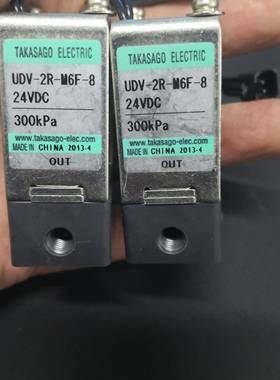 TAKASAGO ELECTRIC
UDV-2R-M6F-8
24VDC
300kPa
www.takasago-elec.com
MADE IN CHINA 2013-4
OUT
TAKASAGO ELECTRIC
UDV-2R-M6F-8
24VDC
300kPa
www.takasago-elec.com
MADE IN CHINA 2013-4
OUT